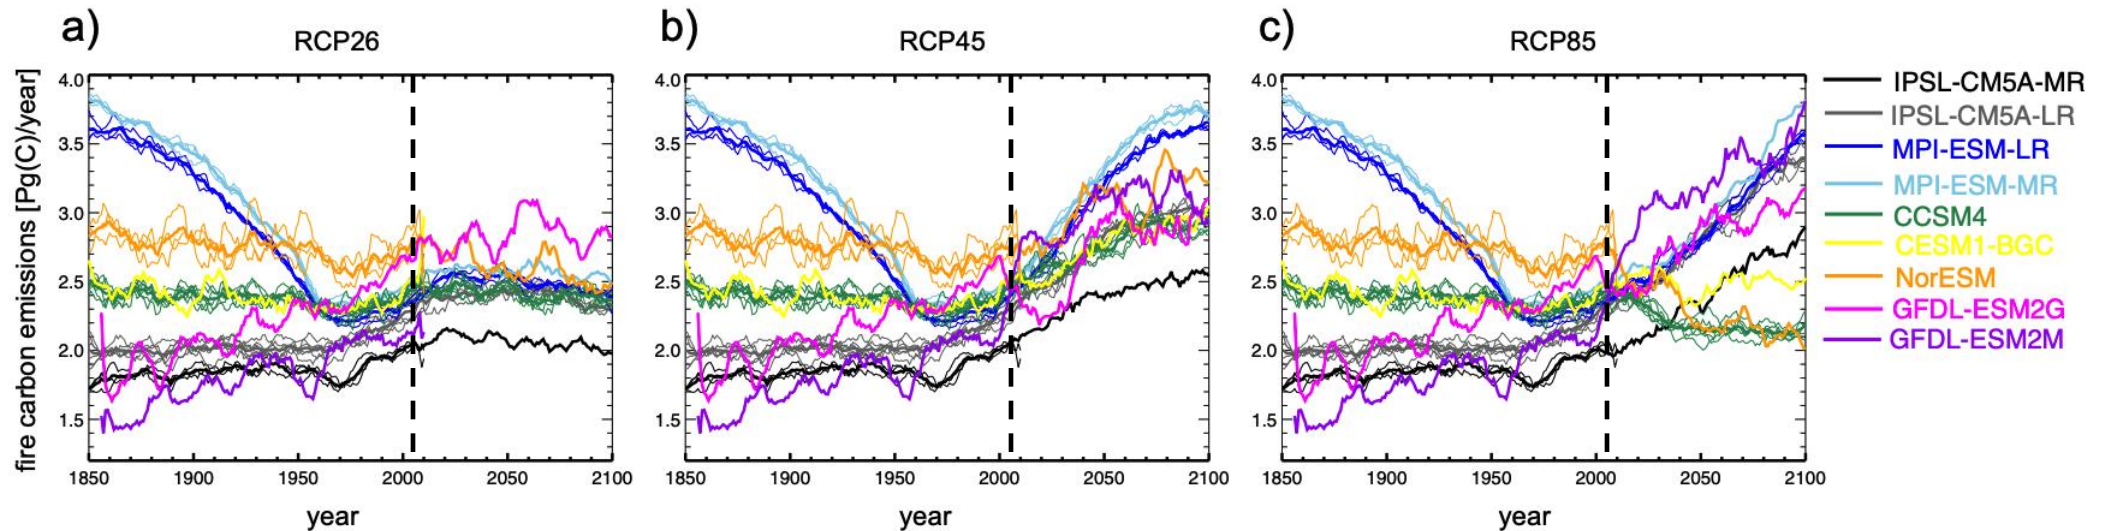 a)
RCP26
b)
RCP45
c)
RCP85
fire carbon emissions [Pg(C)/year]
4.0
3.5
3.0
2.5
2.0
1.5
1850 1900 1950 2000 2050 2100
year
4.0
3.5
3.0
2.5
2.0
1.5
1850 1900 1950 2000 2050 2100
year
4.0
3.5
3.0
2.5
2.0
1.5
1850 1900 1950 2000 2050 2100
year
IPSL-CM5A-MR
IPSL-CM5A-LR
MPI-ESM-LR
MPI-ESM-MR
CCSM4
CESM1-BGC
NorESM
GFDL-ESM2G
GFDL-ESM2M